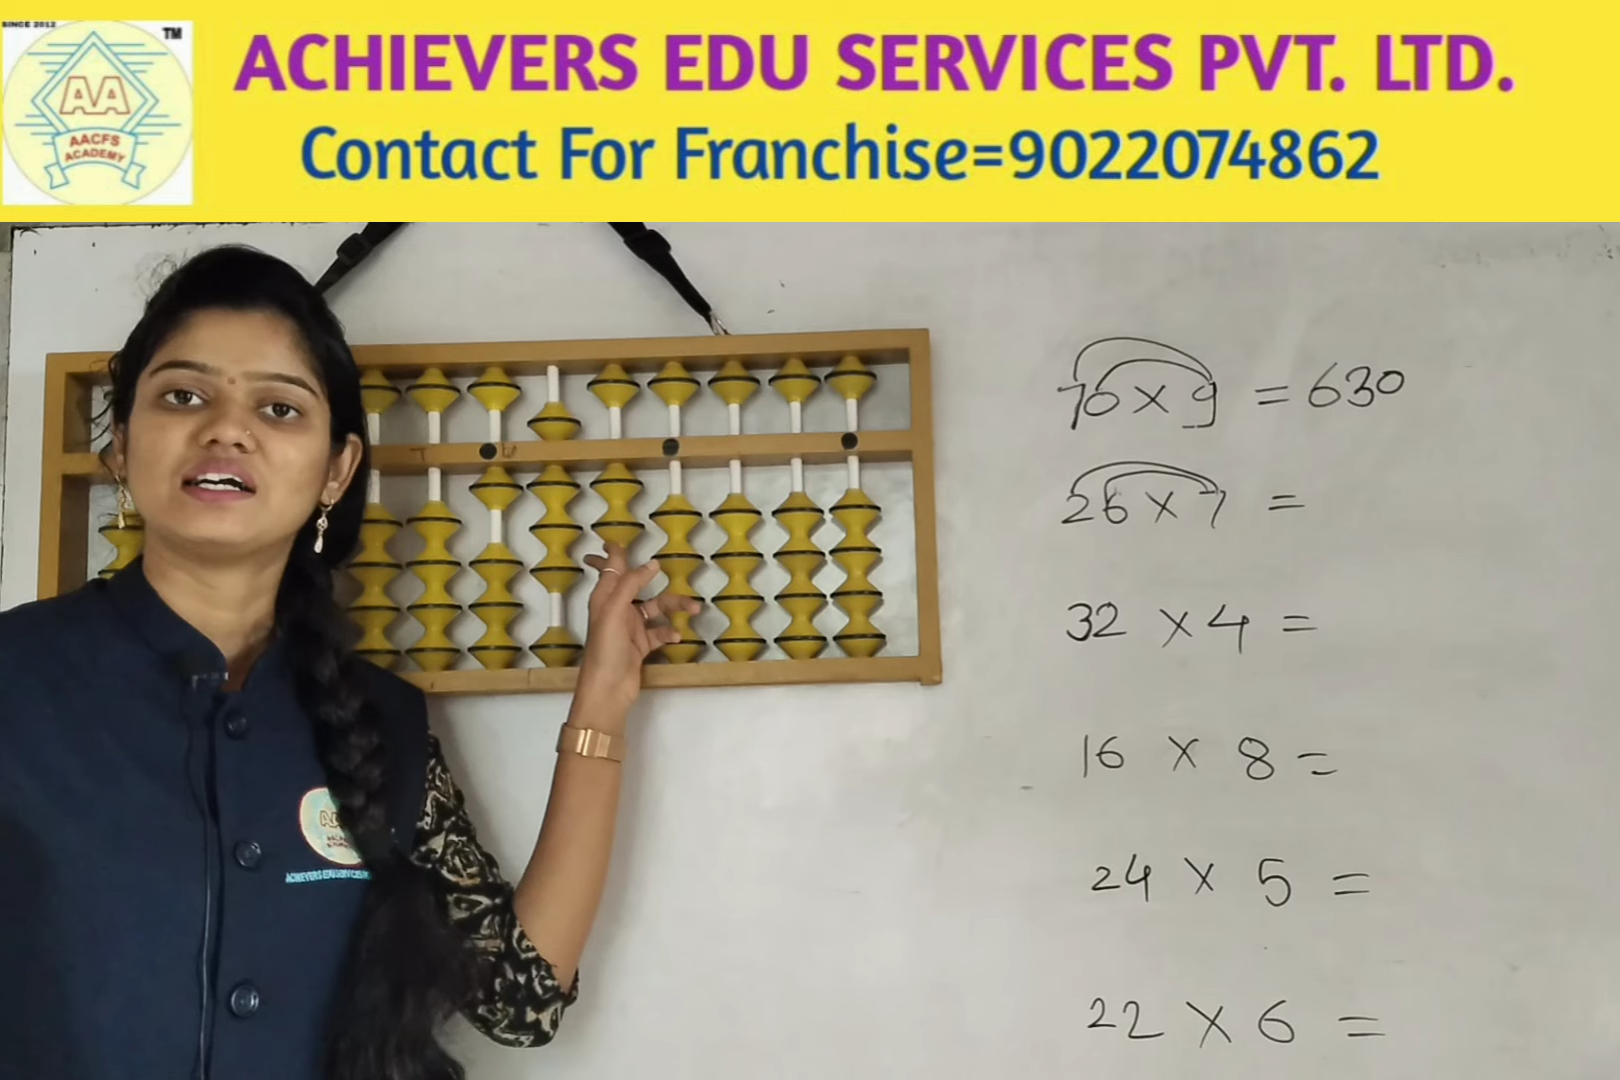 SINCE 2012
TM
AA
AACFS
ACADEMY
ACHIEVERS EDU SERVICES PVT. LTD.
Contact For Franchise=9022074862
70 x 9 = 630
26 x 7 =
32 x 4 =
16 x 8 =
24 x 5 =
22 x 6 =